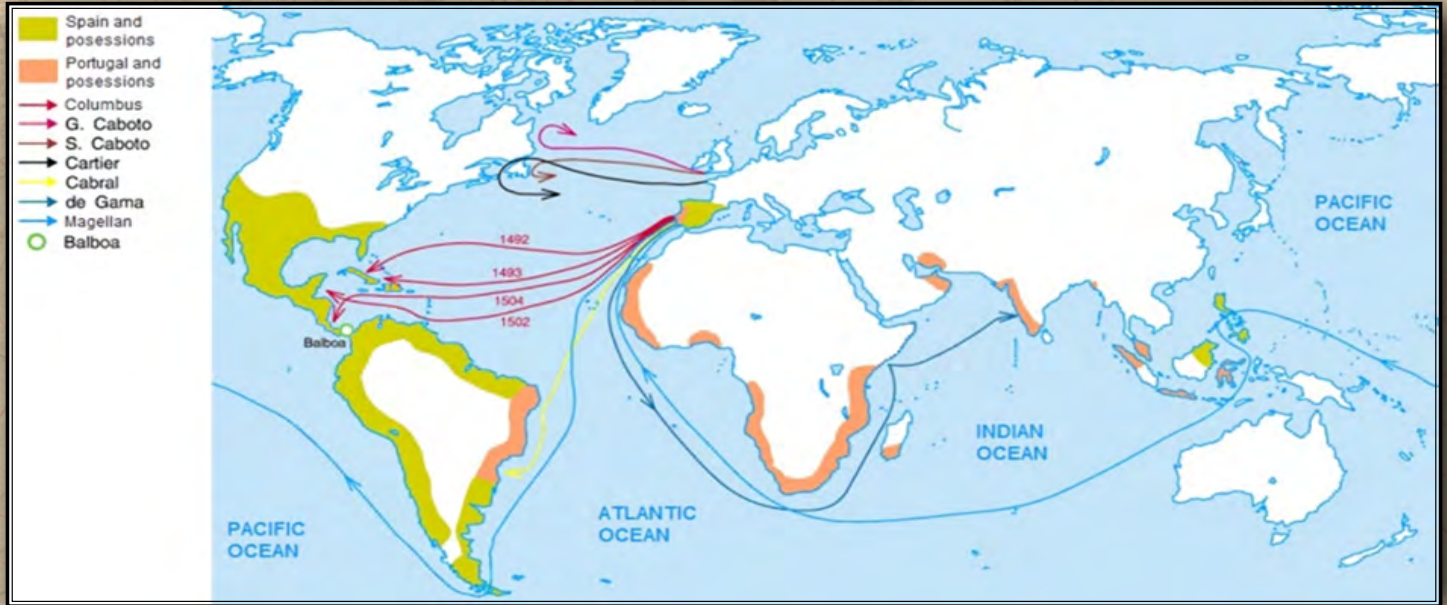 Spain and
posessions
Portugal and
posessions
Columbus
G. Caboto
S. Caboto
Cartier
Cabral
de Gama
Magellan
Balboa
1492
1493
1504
1502
Balboa
PACIFIC
OCEAN
ATLANTIC
OCEAN
INDIAN
OCEAN
PACIFIC
OCEAN